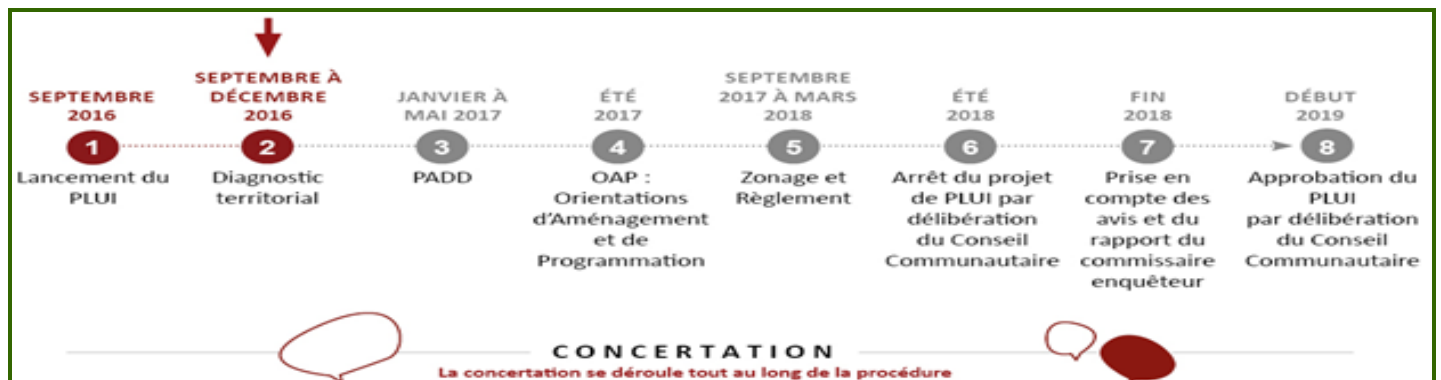 SEPTEMBRE
2016
1
Lancement du
PLUI
SEPTEMBRE À
DÉCEMBRE
2016
2
Diagnostic
territorial
JANVIER À
MAI 2017
3
PADD
ÉTÉ
2017
4
OAP :
Orientations
d'Aménagement
et de
Programmation
SEPTEMBRE
2017 À MARS
2018
5
Zonage et
Règlement
ÉTÉ
2018
6
Arrêt du projet
de PLUI par
délibération
du Conseil
Communautaire
FIN
2018
7
Prise en
compte des
avis et du
rapport du
commissaire
enquêteur
DÉBUT
2019
8
Approbation du
PLUI
par délibération
du Conseil
Communautaire
CONCERTATION
La concertation se déroule tout au long de la procédure